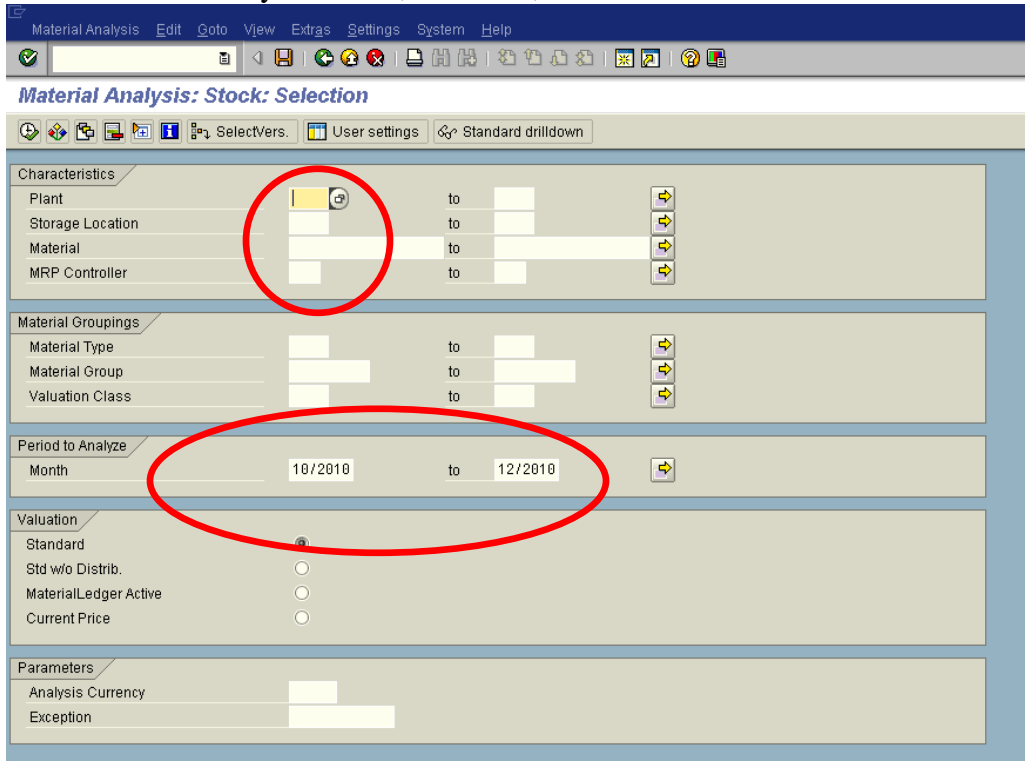 Material Analysis Edit Goto View Extras Settings System Help
Material Analysis: Stock: Selection
SelectVers. User settings Standard drilldown
Characteristics
Plant to
Storage Location to
Material to
MRP Controller to
Material Groupings
Material Type to
Material Group to
Valuation Class to
Period to Analyze
Month 10/2010 to 12/2010
Valuation
Standard
Std w/o Distrib.
MaterialLedger Active
Current Price
Parameters
Analysis Currency
Exception